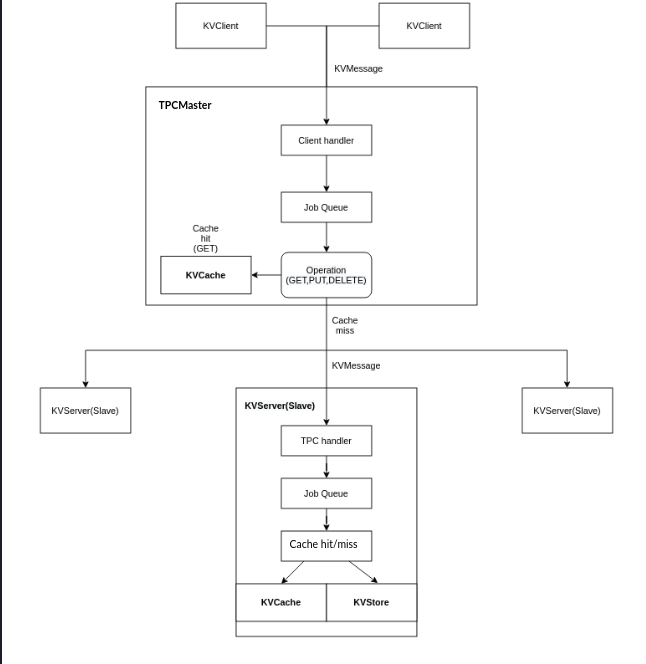 KVClient
KVClient
KVMessage
TPCMaster
Client handler
Job Queue
Cache
hit
(GET)
KVCache
Operation
(GET,PUT,DELETE)
Cache
miss
KVMessage
KVServer(Slave)
KVServer(Slave)
KVServer(Slave)
TPC handler
Job Queue
Cache hit/miss
KVCache
KVStore